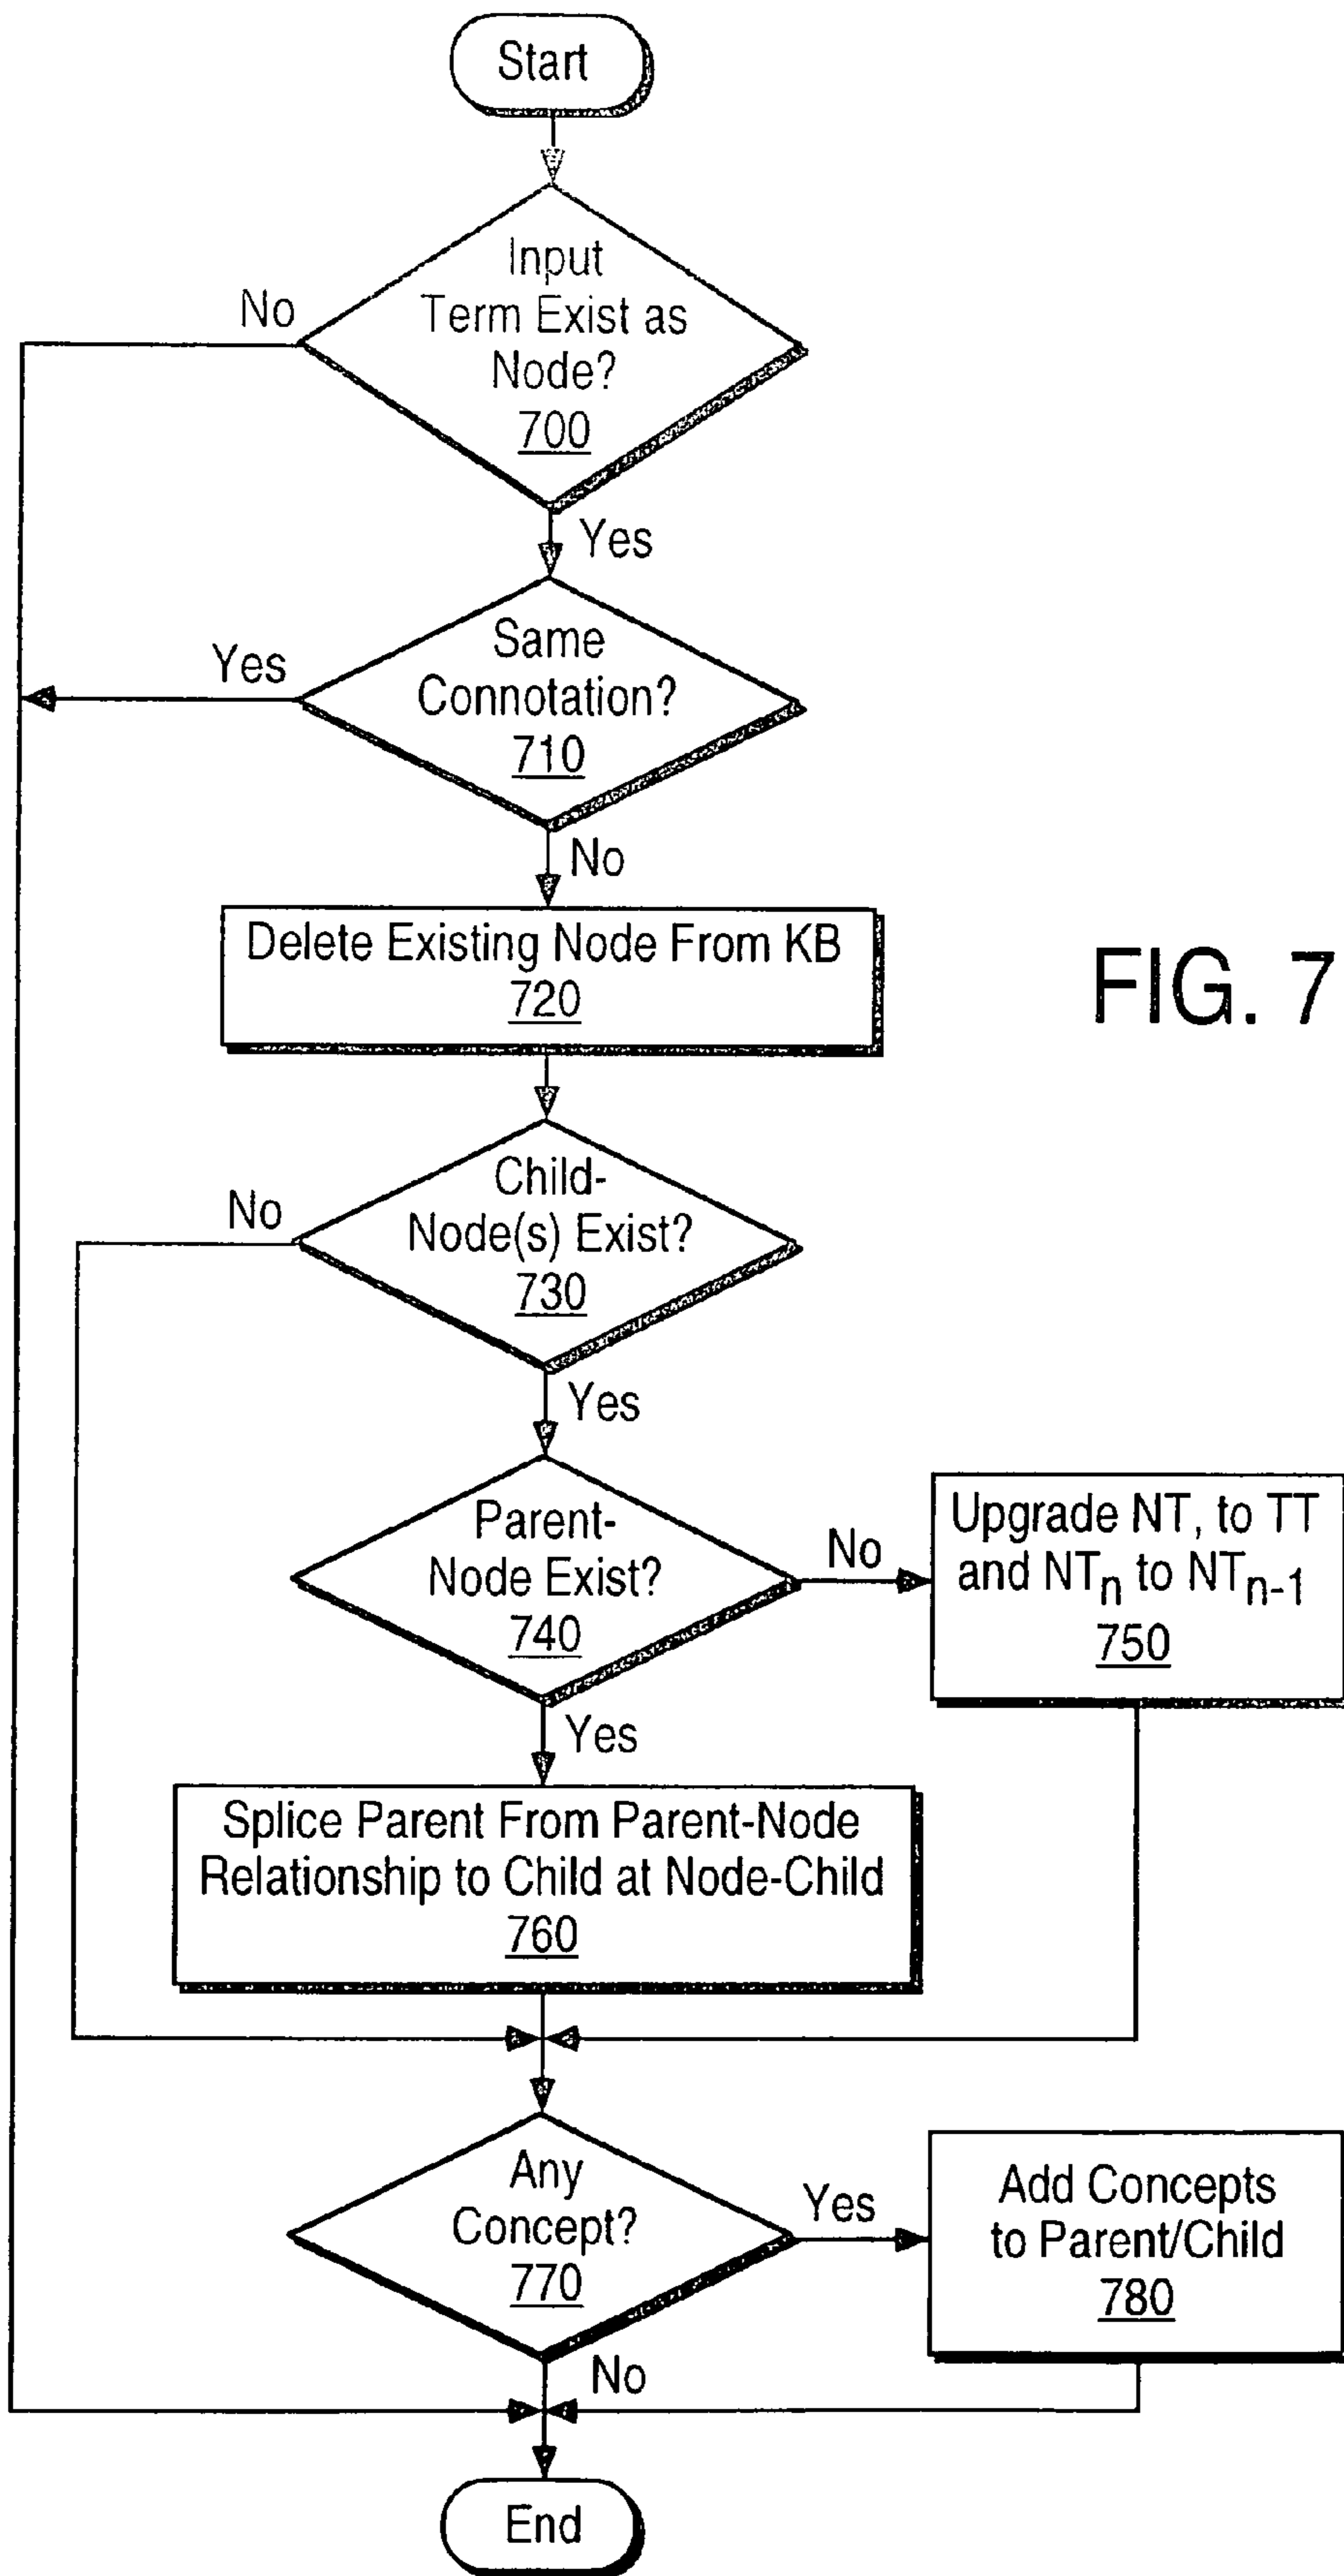 Start
Input
Term Exist as
Node?
700
No
Yes
Same
Connotation?
710
Yes
No
Delete Existing Node From KB
720
FIG. 7
Child-
Node(s) Exist?
730
No
Yes
Parent-
Node Exist?
740
No
Upgrade NT, to TT
and NTn to NTn-1
750
Yes
Splice Parent From Parent-Node
Relationship to Child at Node-Child
760
Any
Concept?
770
Yes
Add Concepts
to Parent/Child
780
No
End